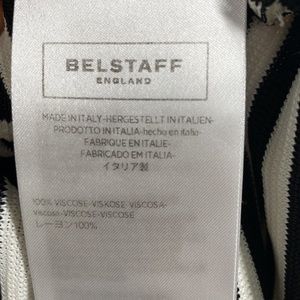 BELSTAFF
ENGLAND
MADE IN ITALY-HERGESTELLT IN ITALIEN-
PRODOTTO IN ITALIA-hecho en italia-
FABRIQUE EN ITALIE-
FABRICADO EM ITALIA-
イタリア製
100% VISCOSE-VISKOSE-VISCOSA-
Viscose-VISCOSE-VISCOSE
レーヨン100%